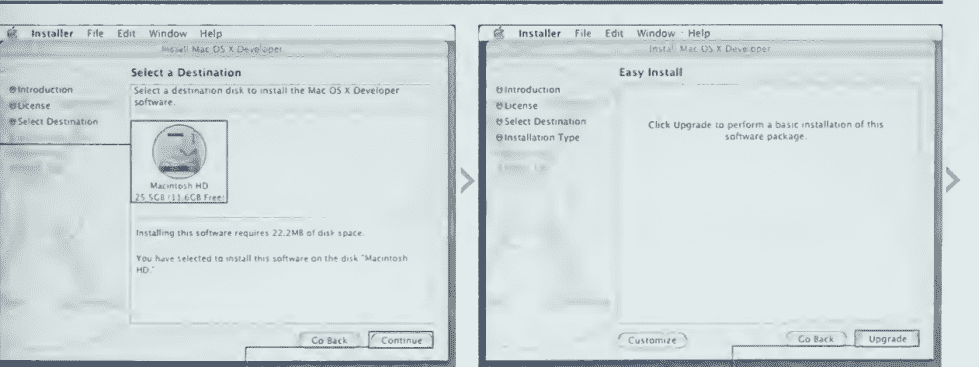 Installer File Edit Window Help
Install Mac OS X Developer
Select a Destination
Introduction
License
Select Destination
Select a destination disk to install the Mac OS X Developer
software.
Macintosh HD
25.5GB (11.6GB Free)
Installing this software requires 22.2MB of disk space.
You have selected to install this software on the disk "Macintosh
HD."
Go Back
Continue
Installer File Edit Window Help
Install Mac OS X Developer
Easy Install
Introduction
License
Select Destination
Installation Type
Click Upgrade to perform a basic installation of this
software package.
Customize
Go Back
Upgrade